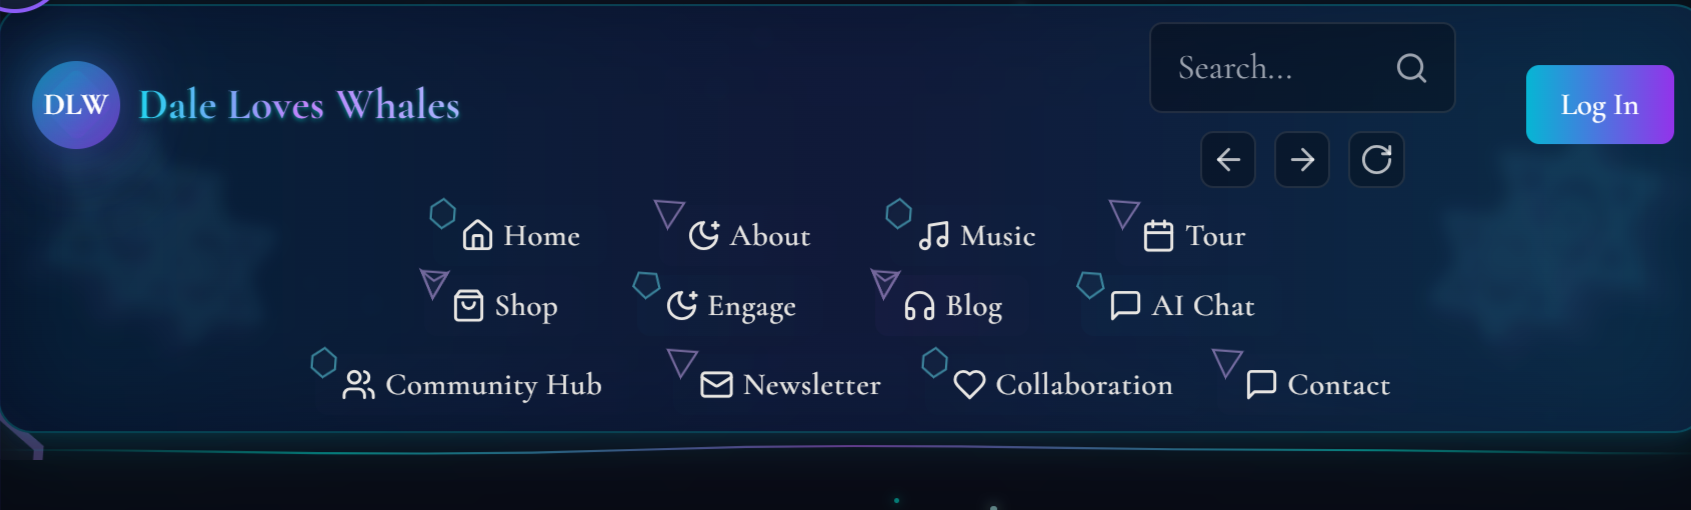 Search...
DLW Dale Loves Whales Log In
Home About Music Tour
Shop Engage Blog AI Chat
Community Hub Newsletter Collaboration Contact